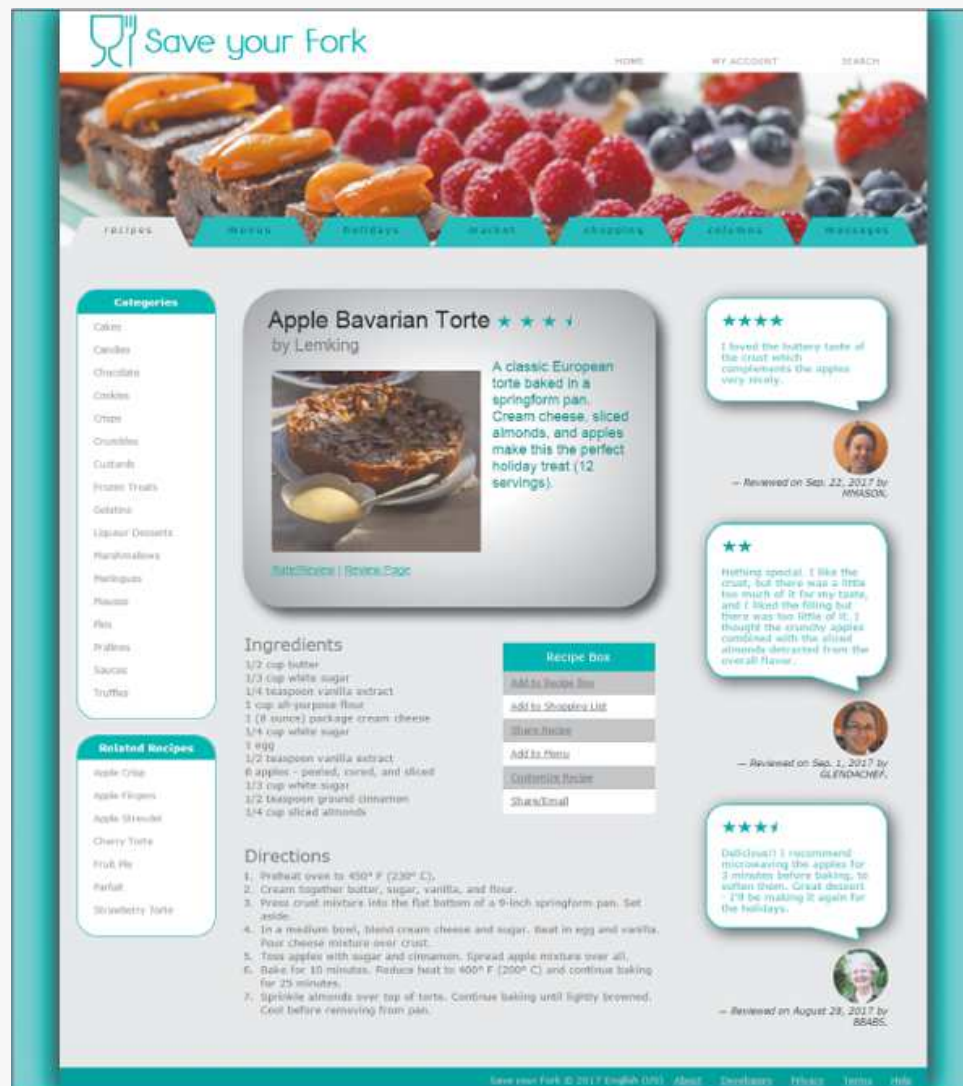 Save your Fork
HOME MY ACCOUNT SEARCH
recipes menus holidays market shopping columns messages
Categories
Cakes
Candies
Chocolate
Cookies
Crisps
Crumbles
Custards
Frozen Treats
Gelatins
Liqueur Desserts
Marshmallows
Meringues
Mousse
Pies
Pralines
Sauces
Truffles
Related Recipes
Apple Crisp
Apple Fingers
Apple Streudel
Cherry Torte
Fruit Pie
Parfait
Strawberry Torte
Apple Bavarian Torte ★ ★ ★
by Lemking
A classic European
torte baked in a
springform pan.
Cream cheese, sliced
almonds, and apples
make this the perfect
holiday treat (12
servings).
Rate/Review | Review Page
Ingredients
1/2 cup butter
1/3 cup white sugar
1/4 teaspoon vanilla extract
1 cup all-purpose flour
1 (8 ounce) package cream cheese
1/4 cup white sugar
1 egg
1/2 teaspoon vanilla extract
6 apples - peeled, cored, and sliced
1/3 cup white sugar
1/2 teaspoon ground cinnamon
1/4 cup sliced almonds
Recipe Box
Add to Recipe Box
Add to Shopping List
Share Recipe
Add to Menu
Customize Recipe
Share/Email
Directions
1. Preheat oven to 450° F (230° C).
2. Cream together butter, sugar, vanilla, and flour.
3. Press crust mixture into the flat bottom of a 9-inch springform pan. Set
aside.
4. In a medium bowl, blend cream cheese and sugar. Beat in egg and vanilla.
Pour cheese mixture over crust.
5. Toss apples with sugar and cinnamon. Spread apple mixture over all.
6. Bake for 10 minutes. Reduce heat to 400° F (200° C) and continue baking
for 25 minutes.
7. Sprinkle almonds over top of torte. Continue baking until lightly browned.
Cool before removing from pan.
★★★★
I loved the buttery taste of
the crust which
complements the apples
very nicely.
— Reviewed on Sep. 22, 2017 by
MMASON.
★★
Nothing special. I like the
crust, but there was a little
too much of it for my taste,
and I liked the filling but
there was too little of it. I
thought the crunchy apples
combined with the sliced
almonds detracted from the
overall flavor.
— Reviewed on Sep. 1, 2017 by
GLENDACHEF.
★★★
Delicious!! I recommend
microwaving the apples for
3 minutes before baking, to
soften them. Great dessert
- I'll be making it again for
the holidays.
— Reviewed on August 28, 2017 by
BBABS.
Save your Fork © 2017 English (US) About Developers Privacy Terms Help